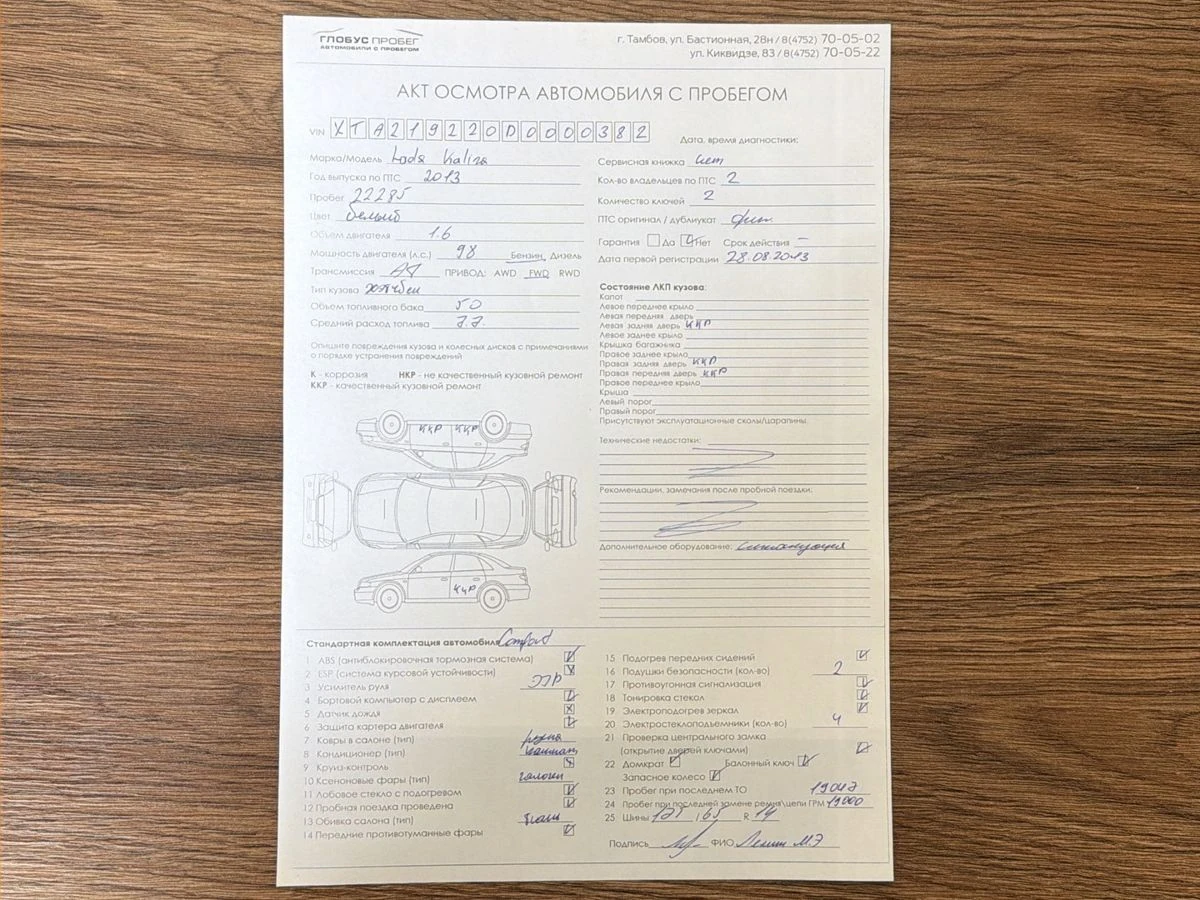 ГЛОБУС ПРОБЕГ
АВТОМОБИЛИ С ПРОБЕГОМ
г. Тамбов, ул. Бастионная, 28н / 8(4752) 70-05-02
ул. Киквидзе, 83 / 8(4752) 70-05-22
АКТ ОСМОТРА АВТОМОБИЛЯ С ПРОБЕГОМ
VIN XTA219220D0000382
Дата, время диагностики:
Марка/Модель Lada Kalina
Год выпуска по ПТС 2013
Пробег 22285
Цвет белый
Объем двигателя 1.6
Мощность двигателя (л.с.) 98 Бензин Дизель
Трансмиссия АТ ПРИВОД: AWD FWD RWD
Тип кузова хэтчбек
Объем топливного бака 50
Средний расход топлива 7.7.
Опишите повреждения кузова и колесных дисков с примечаниями
о порядке устранения повреждений
К - коррозия НКР - не качественный кузовной ремонт
ККР - качественный кузовной ремонт
ККР ККР
ККР
Сервисная книжка
Кол-во владельцев по ПТС 2
Количество ключей 2
ПТС оригинал / дубликат
Гарантия Да Нет Срок действия –
Дата первой регистрации 28.08.2013
Состояние ЛКП кузова:
Капот
Левое переднее крыло
Левая передняя дверь
Левая задняя дверь ККР
Левое заднее крыло
Крышка багажника
Правое заднее крыло
Правая задняя дверь ККР
Правая передняя дверь ККР
Правое переднее крыло
Крыша
Левый порог
Правый порог
Присутствуют эксплуатационные сколы/царапины
Технические недостатки:
Рекомендации, замечания после пробной поездки:
Дополнительное оборудование: сигнализация
Стандартная комплектация автомобиля Comfort
1 ABS (антиблокировочная тормозная система)
2 ESP (система курсовой устойчивости)
3 Усилитель руля ЭУР
4 Бортовой компьютер с дисплеем
5 Датчик дождя
6 Защита картера двигателя
7 Ковры в салоне (тип)
8 Кондиционер (тип)
9 Круиз-контроль
10 Ксеноновые фары (тип)
11 Лобовое стекло с подогревом
12 Пробная поездка проведена
13 Обивка салона (тип) ткань
14 Передние противотуманные фары
15 Подогрев передних сидений
16 Подушки безопасности (кол-во) 2
17 Противоугонная сигнализация
18 Тонировка стекол
19 Электроподогрев зеркал
20 Электростеклоподъемники (кол-во) 4
21 Проверка центрального замка
(открытие дверей ключами)
22 Домкрат Балонный ключ
Запасное колесо
23 Пробег при последнем ТО 19047
24 Пробег при последней замене ремня\цепи ГРМ 19000
25 Шины 175 / 65 R 14
Подпись ФИО